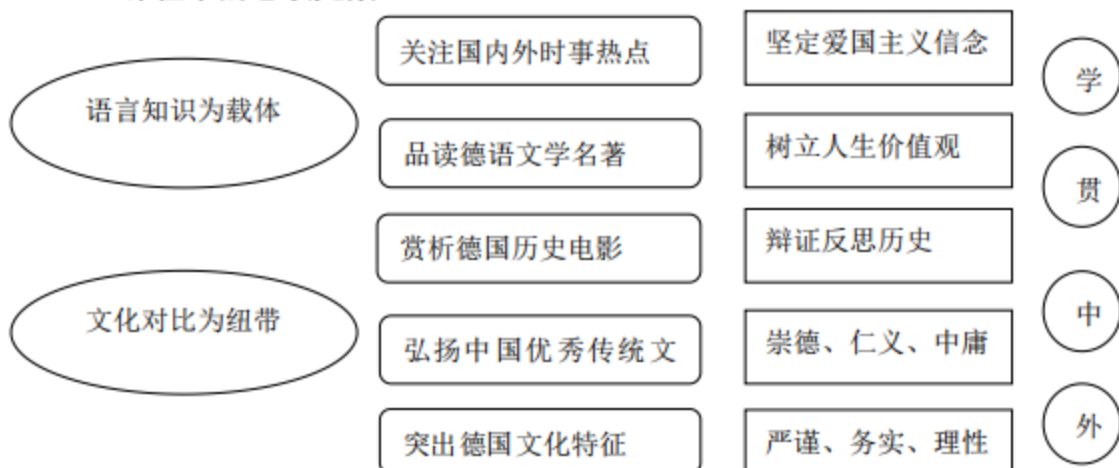 语言知识为载体
文化对比为纽带
关注国内外时事热点
品读德语文学名著
赏析德国历史电影
弘扬中国优秀传统文
突出德国文化特征
坚定爱国主义信念
树立人生价值观
辩证反思历史
崇德、仁义、中庸
严谨、务实、理性
学
贯
中
外